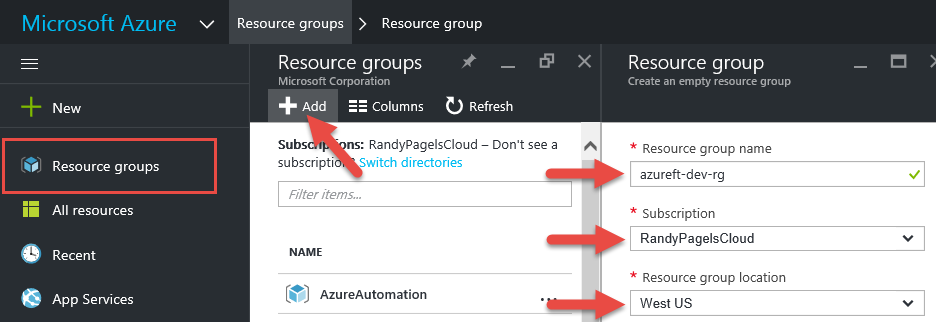 Microsoft Azure
Resource groups
Resource group
New
Resource groups
All resources
Recent
App Services
Resource groups
Microsoft Corporation
Add
Columns
Refresh
Subscriptions: RandyPagelsCloud – Don't see a
subscription? Switch directories
Filter items...
NAME
AzureAutomation
...
Resource group
Create an empty resource group
* Resource group name
azureft-dev-rg
* Subscription
RandyPagelsCloud
* Resource group location
West US